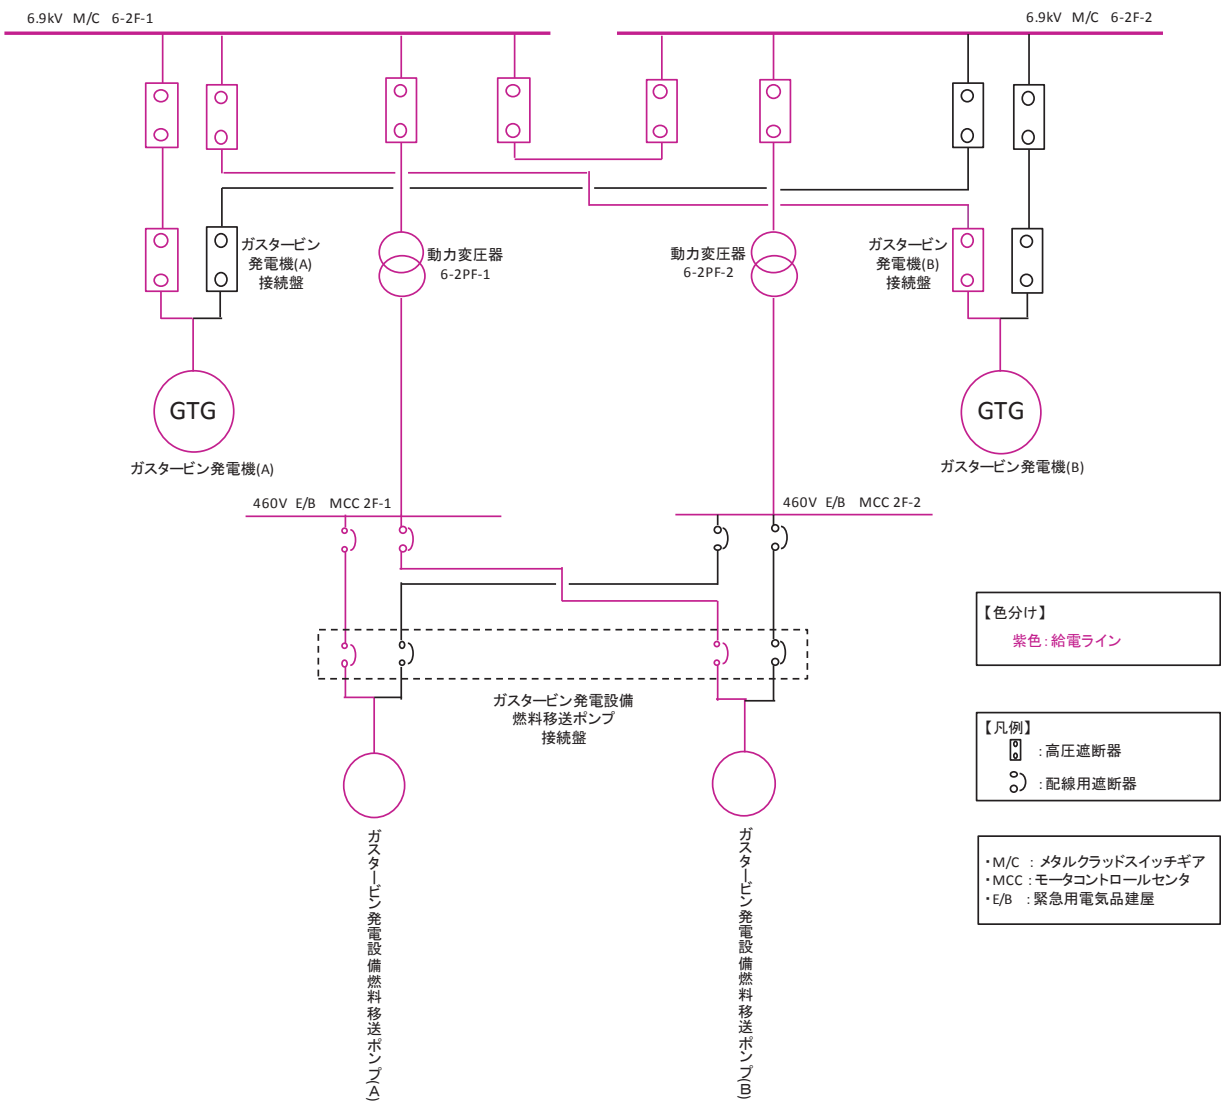 6.9kV M/C 6-2F-1
6.9kV M/C 6-2F-2
ガスタービン
発電機(A)
接続盤
動力変圧器
6-2PF-1
動力変圧器
6-2PF-2
ガスタービン
発電機(B)
接続盤
GTG
GTG
ガスタービン発電機(A)
ガスタービン発電機(B)
460V E/B MCC 2F-1
460V E/B MCC 2F-2
ガスタービン発電設備
燃料移送ポンプ
接続盤
ガスタービン発電設備燃料移送ポンプ(A)
ガスタービン発電設備燃料移送ポンプ(B)
【色分け】
紫色:給電ライン
【凡例】
:高圧遮断器
:配線用遮断器
・M/C : メタルクラッドスイッチギア
・MCC : モータコントロールセンタ
・E/B : 緊急用電気品建屋